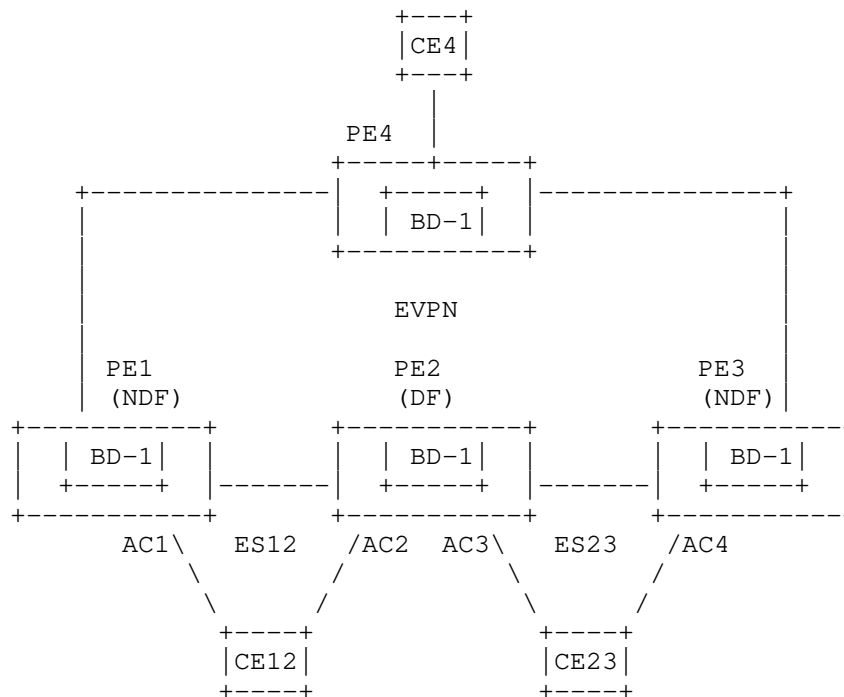 CE4
PE4
BD-1
EVPN
PE1 PE2 PE3
(NDF) (DF) (NDF)
BD-1 BD-1 BD-1
AC1 ES12 AC2 AC3 ES23 AC4
CE12 CE23